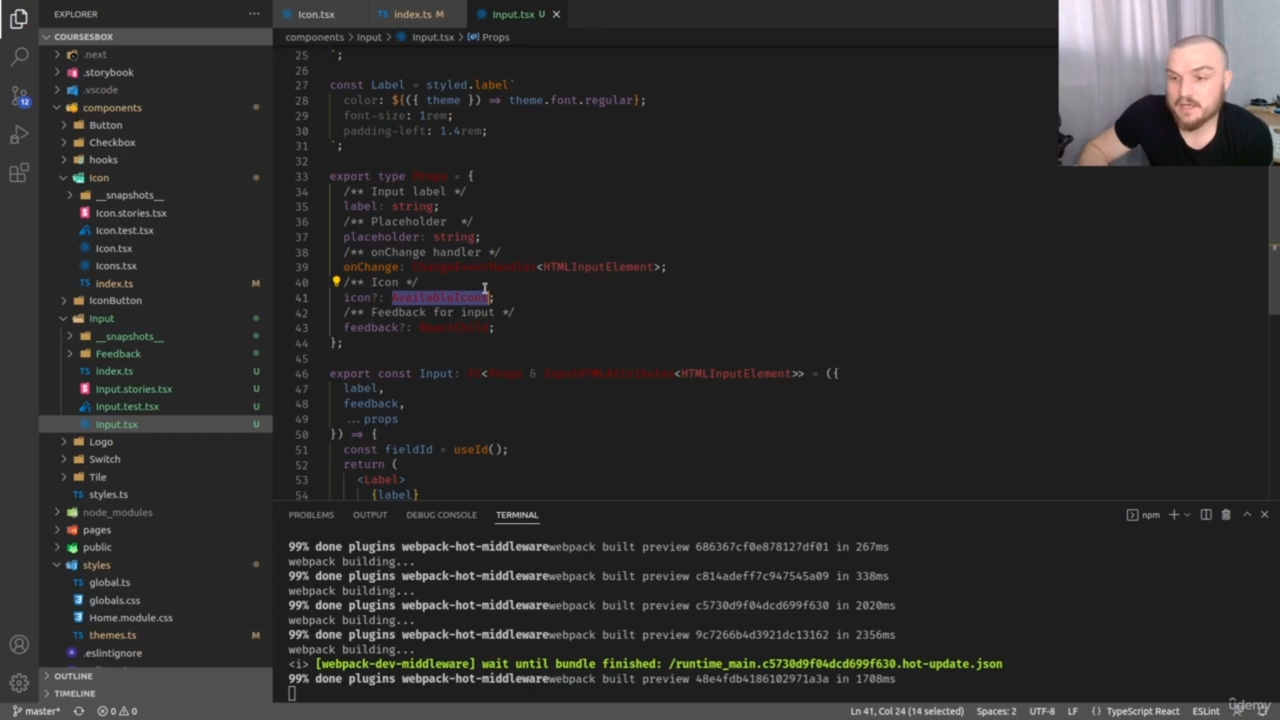 EXPLORER
Icon.tsx
TS index.ts M
Input.tsx U
COURSESBOX
components > Input > Input.tsx > Props
.next
.storybook
.vscode
components
Button
Checkbox
hooks
Icon
__snapshots__
Icon.stories.tsx
Icon.test.tsx
Icon.tsx
Icons.tsx
TS index.ts M
IconButton
Input
__snapshots__
Feedback
TS index.ts U
Input.stories.tsx U
Input.test.tsx U
Input.tsx U
Logo
Switch
Tile
TS styles.ts
node_modules
pages
public
styles
TS global.ts
globals.css
Home.module.css
TS themes.ts M
.eslintignore
OUTLINE
TIMELINE
12
25 `;
26
27 const Label = styled.label`
28 color: ${({ theme }) => theme.font.regular};
29 font-size: 1rem;
30 padding-left: 1.4rem;
31 `;
32
33 export type Props = {
34 /** Input label */
35 label: string;
36 /** Placeholder */
37 placeholder: string;
38 /** onChange handler */
39 onChange: ChangeEventHandler<HTMLInputElement>;
40 /** Icon */
41 icon?: AvailableIcons;
42 /** Feedback for input */
43 feedback?: ReactChild;
44 };
45
46 export const Input: FC<Props & InputHTMLAttributes<HTMLInputElement>> = ({
47 label,
48 feedback,
49 ...props
50 }) => {
51 const fieldId = useId();
52 return (
53 <Label>
54 {label}
PROBLEMS OUTPUT DEBUG CONSOLE TERMINAL
npm
99% done plugins webpack-hot-middlewarewebpack built preview 686367cf0e878127df01 in 267ms
webpack building...
99% done plugins webpack-hot-middlewarewebpack built preview c814adeff7c947545a09 in 338ms
webpack building...
99% done plugins webpack-hot-middlewarewebpack built preview c5730d9f04dcd699f630 in 2020ms
webpack building...
99% done plugins webpack-hot-middlewarewebpack built preview 9c7266b4d3921dc13162 in 2356ms
webpack building...
<i> [webpack-dev-middleware] wait until bundle finished: /runtime_main.c5730d9f04dcd699f630.hot-update.json
99% done plugins webpack-hot-middlewarewebpack built preview 48e4fdb4186102971a3a in 1708ms
master* 0 0 Ln 41, Col 24 (14 selected) Spaces: 2 UTF-8 LF {} TypeScript React ESLint
udemy